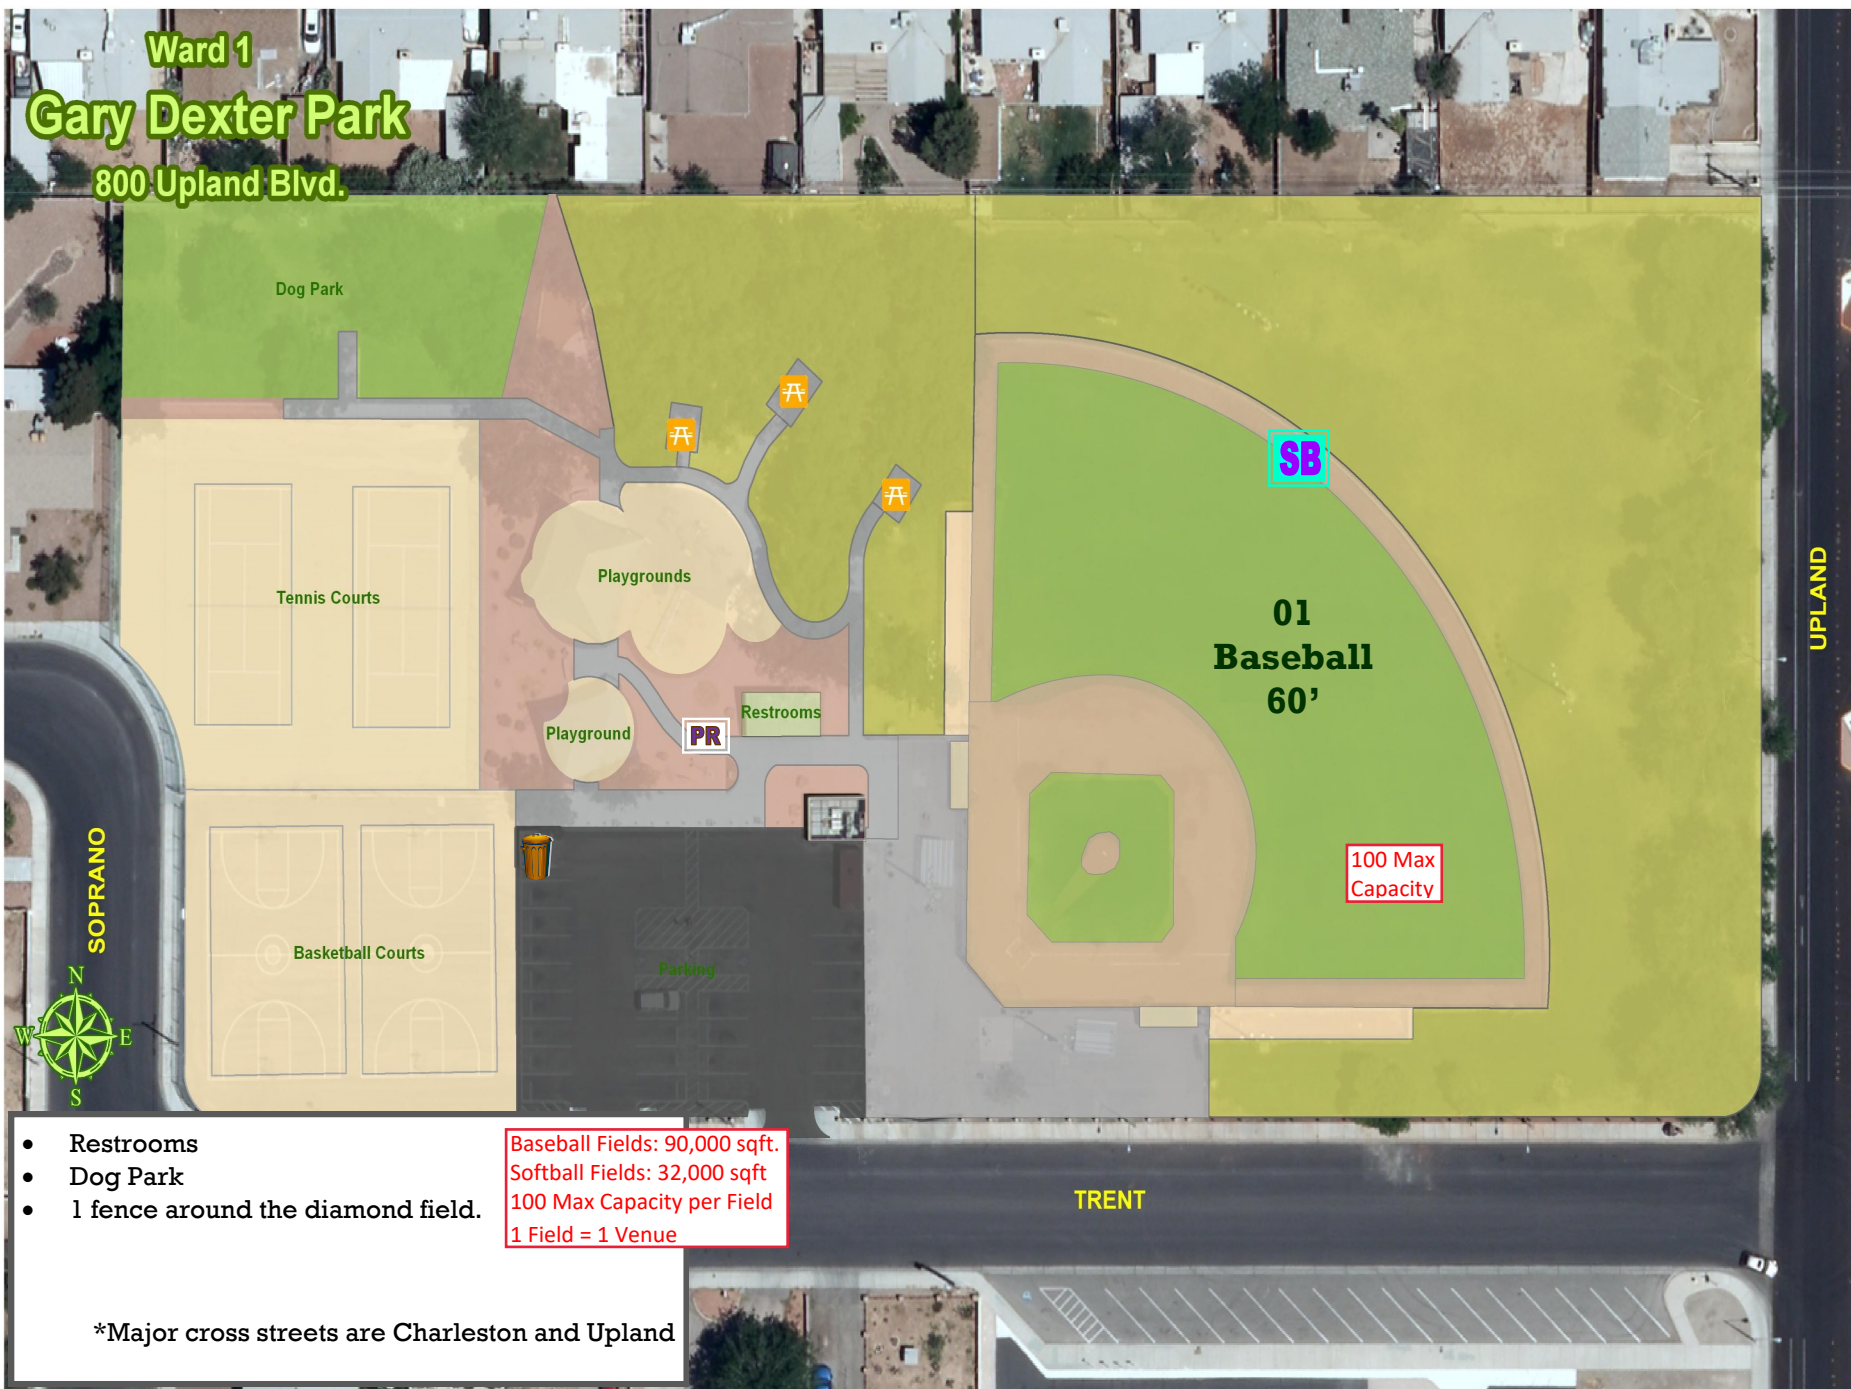 Ward 1
Gary Dexter Park
800 Upland Blvd.
Dog Park
SB
Playgrounds
Tennis Courts
01
Baseball
60’
UPLAND
Restrooms
PR
Playground
100 Max
Capacity
SOPRANO
Basketball Courts
Parking
N
W
E
S
• Restrooms
• Dog Park
• 1 fence around the diamond field.
Baseball Fields: 90,000 sqft.
Softball Fields: 32,000 sqft
100 Max Capacity per Field
1 Field = 1 Venue
TRENT
*Major cross streets are Charleston and Upland